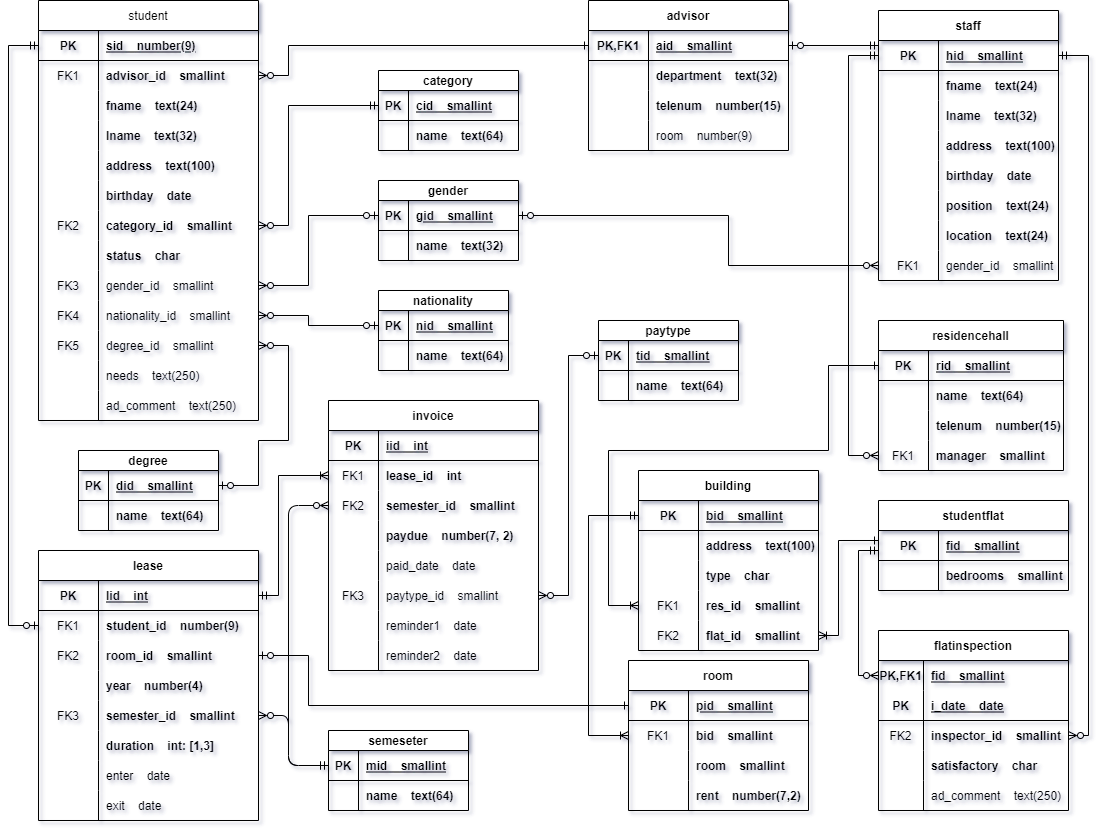 student
PK sid number(9)
FK1 advisor_id smallint
fname text(24)
lname text(32)
address text(100)
birthday date
FK2 category_id smallint
status char
FK3 gender_id smallint
FK4 nationality_id smallint
FK5 degree_id smallint
needs text(250)
ad_comment text(250)
category
PK cid smallint
name text(64)
gender
PK gid smallint
name text(32)
nationality
PK nid smallint
name text(64)
advisor
PK,FK1 aid smallint
department text(32)
telenum number(15)
room number(9)
staff
PK hid smallint
fname text(24)
lname text(32)
address text(100)
birthday date
position text(24)
location text(24)
FK1 gender_id smallint
paytype
PK tid smallint
name text(64)
residencehall
PK rid smallint
name text(64)
telenum number(15)
FK1 manager smallint
invoice
PK iid int
FK1 lease_id int
FK2 semester_id smallint
paydue number(7, 2)
paid_date date
FK3 paytype_id smallint
reminder1 date
reminder2 date
degree
PK did smallint
name text(64)
building
PK bid smallint
address text(100)
type char
FK1 res_id smallint
FK2 flat_id smallint
studentflat
PK fid smallint
bedrooms smallint
lease
PK lid int
FK1 student_id number(9)
FK2 room_id smallint
year number(4)
FK3 semester_id smallint
duration int: [1,3]
enter date
exit date
semeseter
PK mid smallint
name text(64)
room
PK pid smallint
FK1 bid smallint
room smallint
rent number(7,2)
flatinspection
PK,FK1 fid smallint
PK i_date date
FK2 inspector_id smallint
satisfactory char
ad_comment text(250)